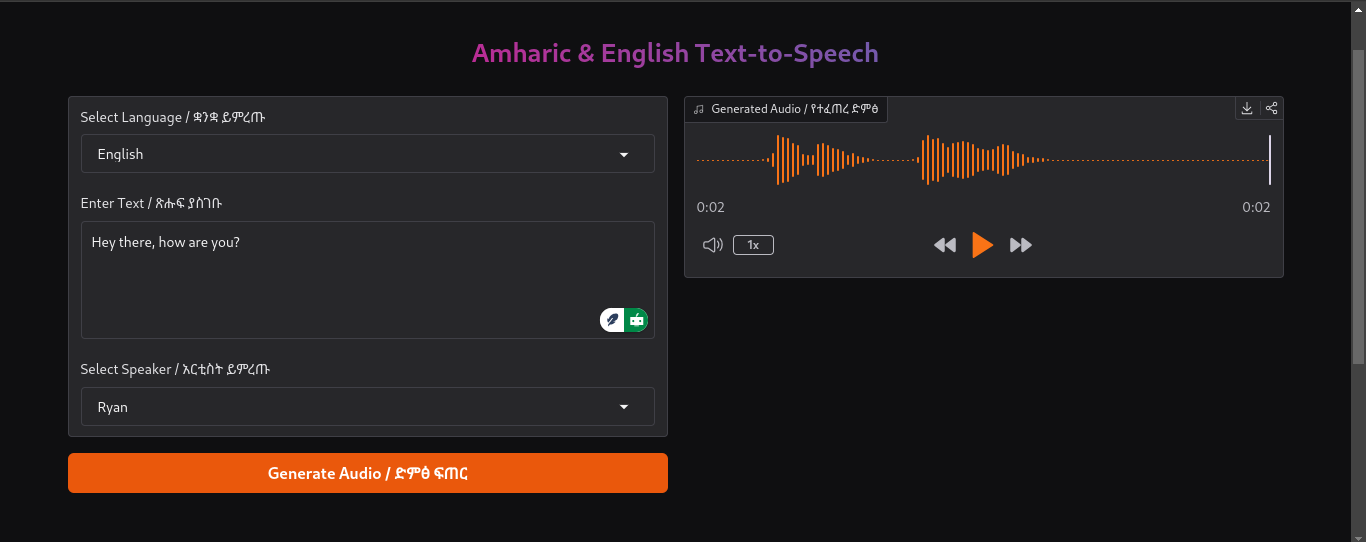 Amharic & English Text-to-Speech
Select Language / ቋንቋ ይምረጡ
English
Enter Text / ጽሑፍ ያስገቡ
Hey there, how are you?
Select Speaker / አርቲስት ይምረጡ
Ryan
Generate Audio / ድምፅ ፍጠር
Generated Audio / የተፈጠረ ድምፅ
0:02
0:02
1x